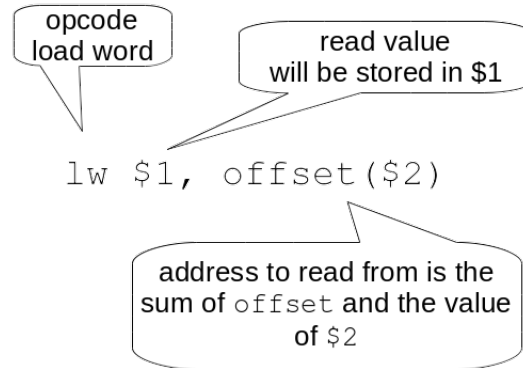 opcode
load word
read value
will be stored in $1
lw $1, offset($2)
address to read from is the
sum of offset and the value
of $2